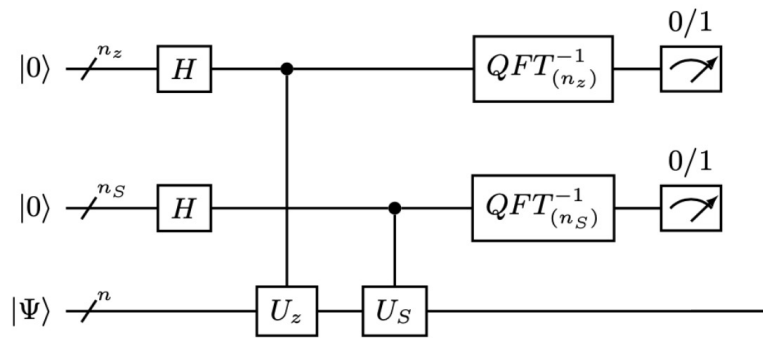 0/1
|0⟩ n_z H QFT^{-1}_{(n_z)}
0/1
|0⟩ n_S H QFT^{-1}_{(n_S)}
|Ψ⟩ n U_z U_S